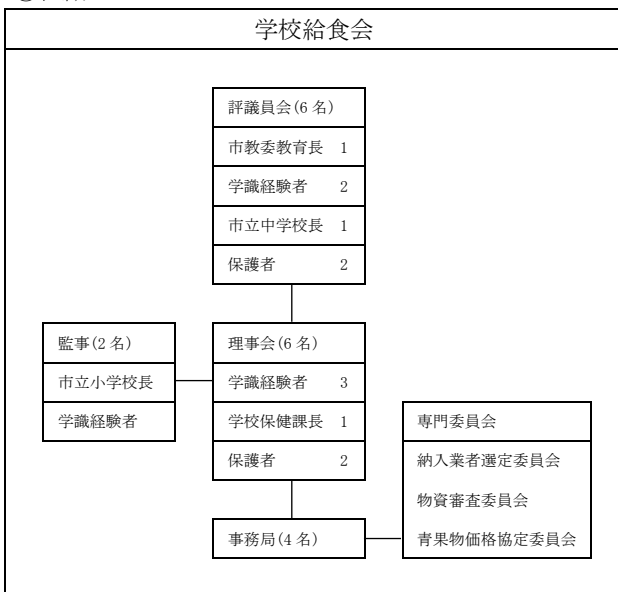 学校給食会
評議員会(6 名)
市教委教育長 1
学識経験者 2
市立中学校長 1
保護者 2
監事(2 名)
市立小学校長
学識経験者
理事会(6 名)
学識経験者 3
学校保健課長 1
保護者 2
専門委員会
納入業者選定委員会
物資審査委員会
青果物価格協定委員会
事務局(4 名)